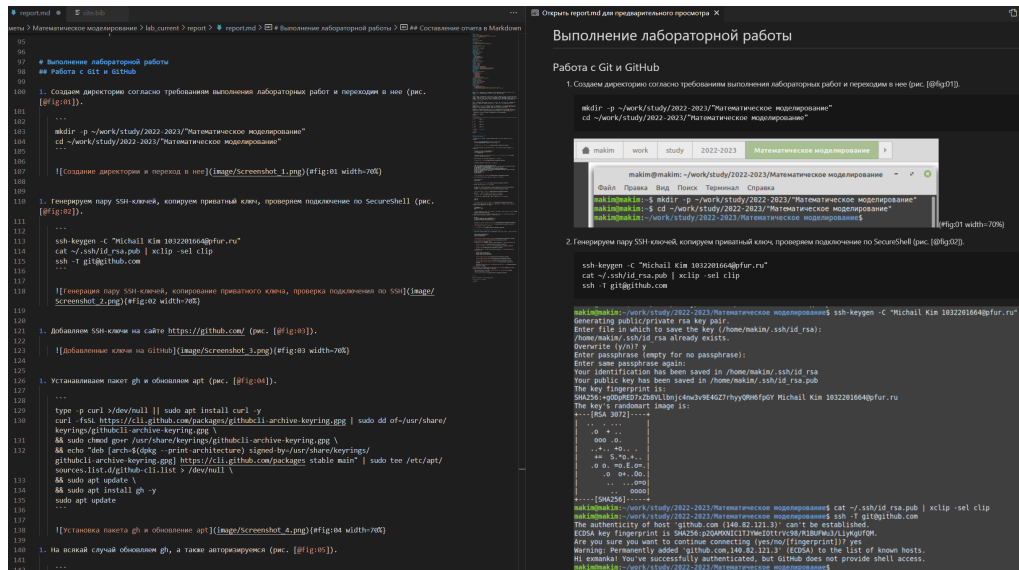 report.md
site.bib
меты > Математическое моделирование > lab_current > report > report.md > # Выполнение лабораторной работы > ## Составление отчета в Markdown
95
96
97 # Выполнение лабораторной работы
98 ## Работа с Git и GitHub
99
100 1. Создаем директорию согласно требованиям выполнения лабораторных работ и переходим в нее (рис.
[@fig:01]).
101
102 ```
103 mkdir -p ~/work/study/2022-2023/"Математическое моделирование"
104 cd ~/work/study/2022-2023/"Математическое моделирование"
105 ```
106
107 ![Создание директории и переход в нее](image/Screenshot_1.png){#fig:01 width=70%}
108
109
110 1. Генерируем пару SSH-ключей, копируем приватный ключ, проверяем подключение по SecureShell (рис.
[@fig:02]).
111
112 ```
113 ssh-keygen -C "Michail Kim 1032201664@pfur.ru"
114 cat ~/.ssh/id_rsa.pub | xclip -sel clip
115 ssh -T git@github.com
116 ```
117
118 ![Генерация пару SSH-ключей, копирование приватного ключа, проверка подключения по SSH](image/
Screenshot_2.png){#fig:02 width=70%}
119
120
121 1. Добавляем SSH-ключи на сайте https://github.com/ (рис. [@fig:03]).
122
123 ![Добавленные ключи на GitHub](image/Screenshot_3.png){#fig:03 width=70%}
124
125
126 1. Устанавливаем пакет gh и обновляем apt (рис. [@fig:04]).
127
128 ```
129 type -p curl >/dev/null || sudo apt install curl -y
130 curl -fsSL https://cli.github.com/packages/githubcli-archive-keyring.gpg | sudo dd of=/usr/share/
keyrings/githubcli-archive-keyring.gpg \
131 && sudo chmod go+r /usr/share/keyrings/githubcli-archive-keyring.gpg \
132 && echo "deb [arch=$(dpkg --print-architecture) signed-by=/usr/share/keyrings/
githubcli-archive-keyring.gpg] https://cli.github.com/packages stable main" | sudo tee /etc/apt/
sources.list.d/github-cli.list > /dev/null \
133 && sudo apt update \
134 && sudo apt install gh -y
135 sudo apt update
136 ```
137
138 ![Установка пакета gh и обновление apt](image/Screenshot_4.png){#fig:04 width=70%}
139
140 1. На всякий случай обновляем gh, а также авторизируемся (рис. [@fig:05]).
141
Открыть report.md для предварительного просмотра
Выполнение лабораторной работы
Работа с Git и GitHub
1. Создаем директорию согласно требованиям выполнения лабораторных работ и переходим в нее (рис. [@fig:01]).
mkdir -p ~/work/study/2022-2023/"Математическое моделирование"
cd ~/work/study/2022-2023/"Математическое моделирование"
makim work study 2022-2023 Математическое моделирование
makim@makim: ~/work/study/2022-2023/Математическое моделирование
Файл Правка Вид Поиск Терминал Справка
makim@makim:~$ mkdir -p ~/work/study/2022-2023/"Математическое моделирование"
makim@makim:~$ cd ~/work/study/2022-2023/"Математическое моделирование"
makim@makim:~/work/study/2022-2023/Математическое моделирование$
{#fig:01 width=70%}
2. Генерируем пару SSH-ключей, копируем приватный ключ, проверяем подключение по SecureShell (рис. [@fig:02]).
ssh-keygen -C "Michail Kim 1032201664@pfur.ru"
cat ~/.ssh/id_rsa.pub | xclip -sel clip
ssh -T git@github.com
makim@makim:~/work/study/2022-2023/Математическое моделирование$ ssh-keygen -C "Michail Kim 1032201664@pfur.ru"
Generating public/private rsa key pair.
Enter file in which to save the key (/home/makim/.ssh/id_rsa):
/home/makim/.ssh/id_rsa already exists.
Overwrite (y/n)? y
Enter passphrase (empty for no passphrase):
Enter same passphrase again:
Your identification has been saved in /home/makim/.ssh/id_rsa
Your public key has been saved in /home/makim/.ssh/id_rsa.pub
The key fingerprint is:
Michail Kim 1032201664@pfur.ru
The key's randomart image is:
+---[RSA 3072]----+
+----[SHA256]-----+
makim@makim:~/work/study/2022-2023/Математическое моделирование$ cat ~/.ssh/id_rsa.pub | xclip -sel clip
makim@makim:~/work/study/2022-2023/Математическое моделирование$ ssh -T git@github.com
The authenticity of host 'github.com (140.82.121.3)' can't be established.
ECDSA key fingerprint is SHA256:p2QAMXNIC1TJYWeIOttrVc98/R1BUFWu3/LiyKgUfQM.
Are you sure you want to continue connecting (yes/no/[fingerprint])? yes
Warning: Permanently added 'github.com,140.82.121.3' (ECDSA) to the list of known hosts.
Hi exmanka! You've successfully authenticated, but GitHub does not provide shell access.
makim@makim:~/work/study/2022-2023/Математическое моделирование$